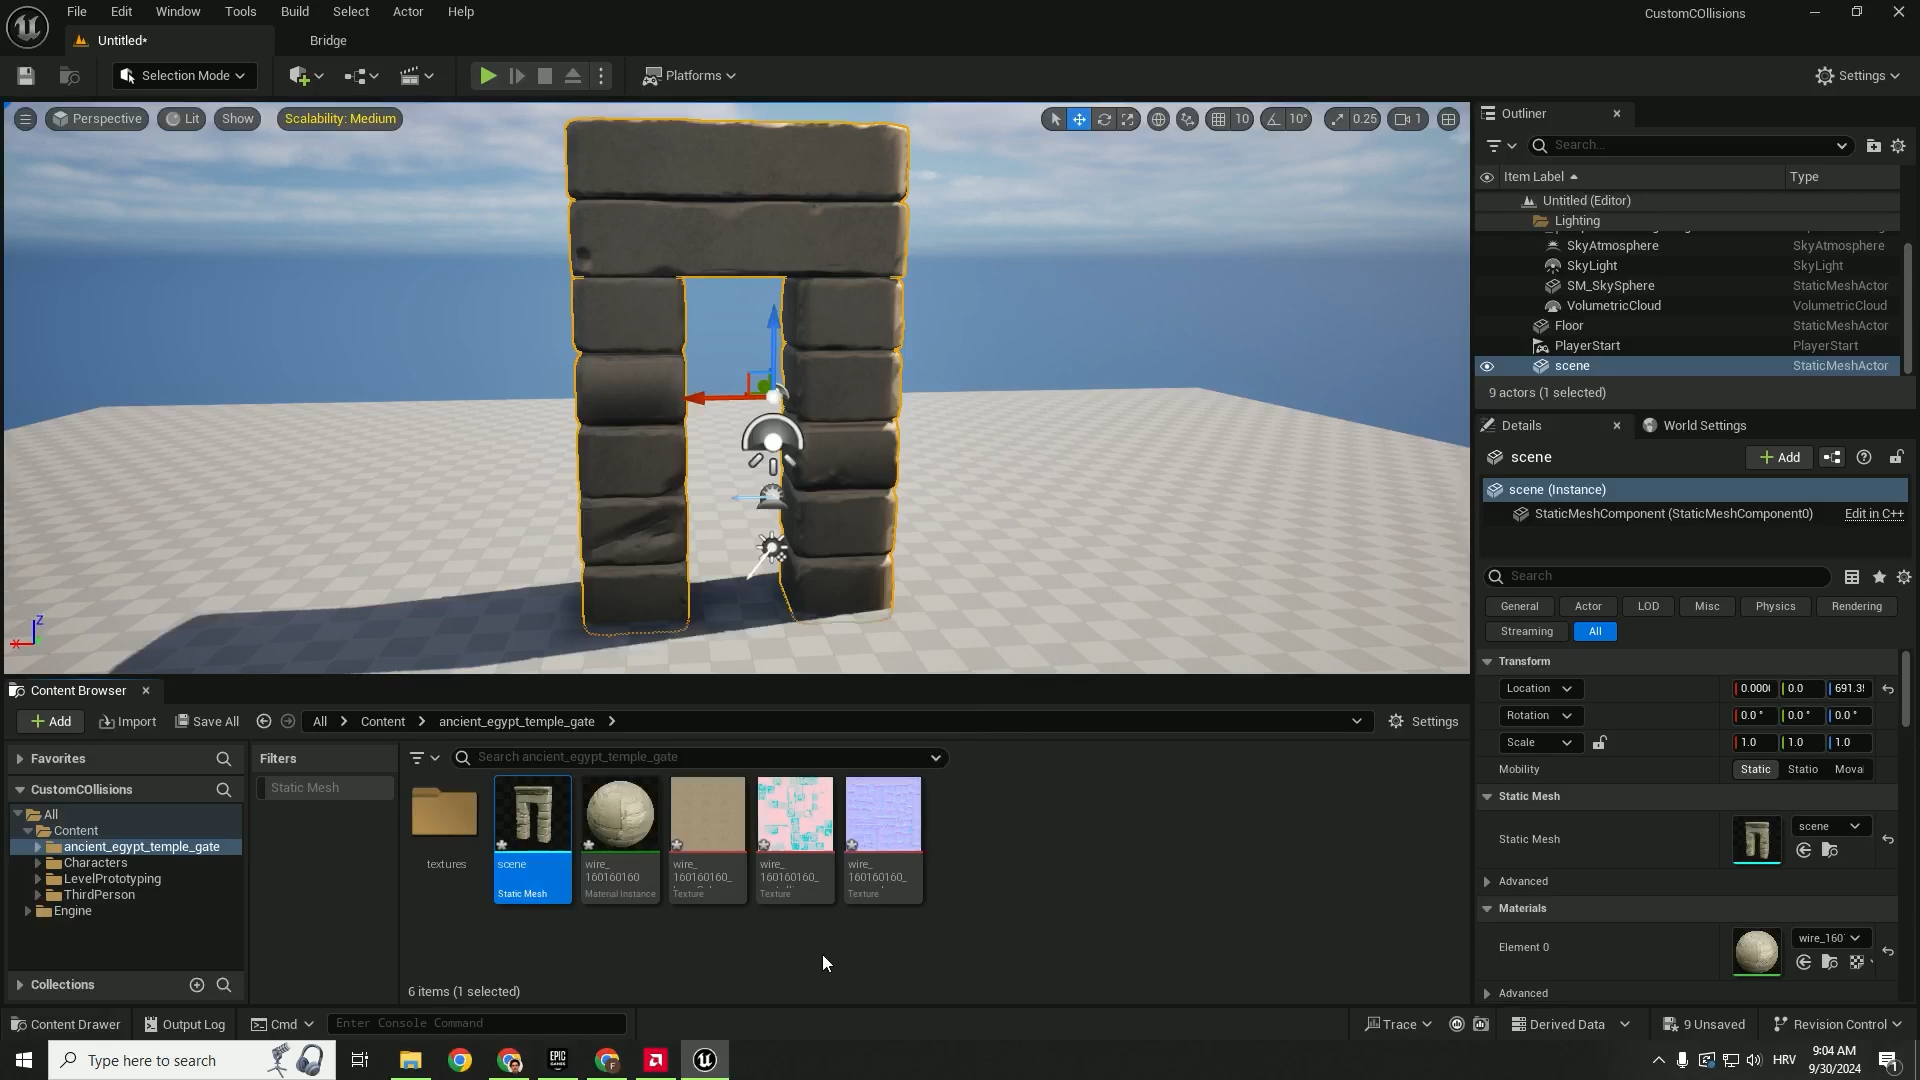 File Edit Window Tools Build Select Actor Help
CustomCOllisions
Untitled*
Bridge
Selection Mode
Platforms
Settings
Perspective
Lit
Show
Scalability: Medium
10
10°
0.25
1
Outliner
Search...
Item Label
Type
Untitled (Editor)
Lighting
SkyAtmosphere SkyAtmosphere
SkyLight SkyLight
SM_SkySphere StaticMeshActor
VolumetricCloud VolumetricCloud
Floor StaticMeshActor
PlayerStart PlayerStart
scene StaticMeshActor
9 actors (1 selected)
Details
World Settings
scene
Add
scene (Instance)
StaticMeshComponent (StaticMeshComponent0) Edit in C++
Search
General Actor LOD Misc Physics Rendering
Streaming All
Transform
Location 0.000 0.0 691.3
Rotation 0.0 ° 0.0 ° 0.0 °
Scale 1.0 1.0 1.0
Mobility Static Statio Mova
Static Mesh
Static Mesh scene
Advanced
Materials
Element 0 wire_160
Advanced
Z
X
Content Browser
Add Import Save All All Content ancient_egypt_temple_gate Settings
Favorites
CustomCOllisions
All
Content
ancient_egypt_temple_gate
Characters
LevelPrototyping
ThirdPerson
Engine
Collections
Filters
Static Mesh
Search ancient_egypt_temple_gate
textures
scene
Static Mesh
wire_
160160160
Material Instance
wire_
160160160_
Texture
wire_
160160160_
Texture
wire_
160160160_
Texture
6 items (1 selected)
Content Drawer Output Log Cmd Enter Console Command Trace Derived Data 9 Unsaved Revision Control
Type here to search
EPIC
GAMES
F
HRV
9:04 AM
9/30/2024
1